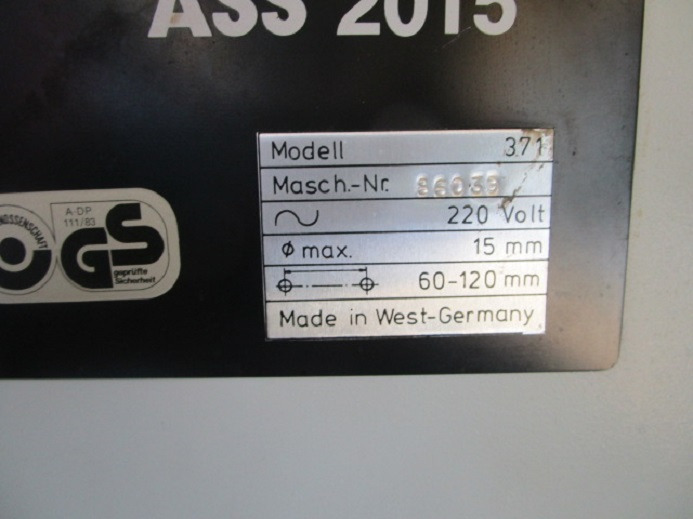 ASS 2015
Modell 371
Masch.-Nr. 86039
220 Volt
ϕ max. 15 mm
60-120 mm
Made in West-Germany
A-DP
111/83
GS
geprüfte
Sicherheit